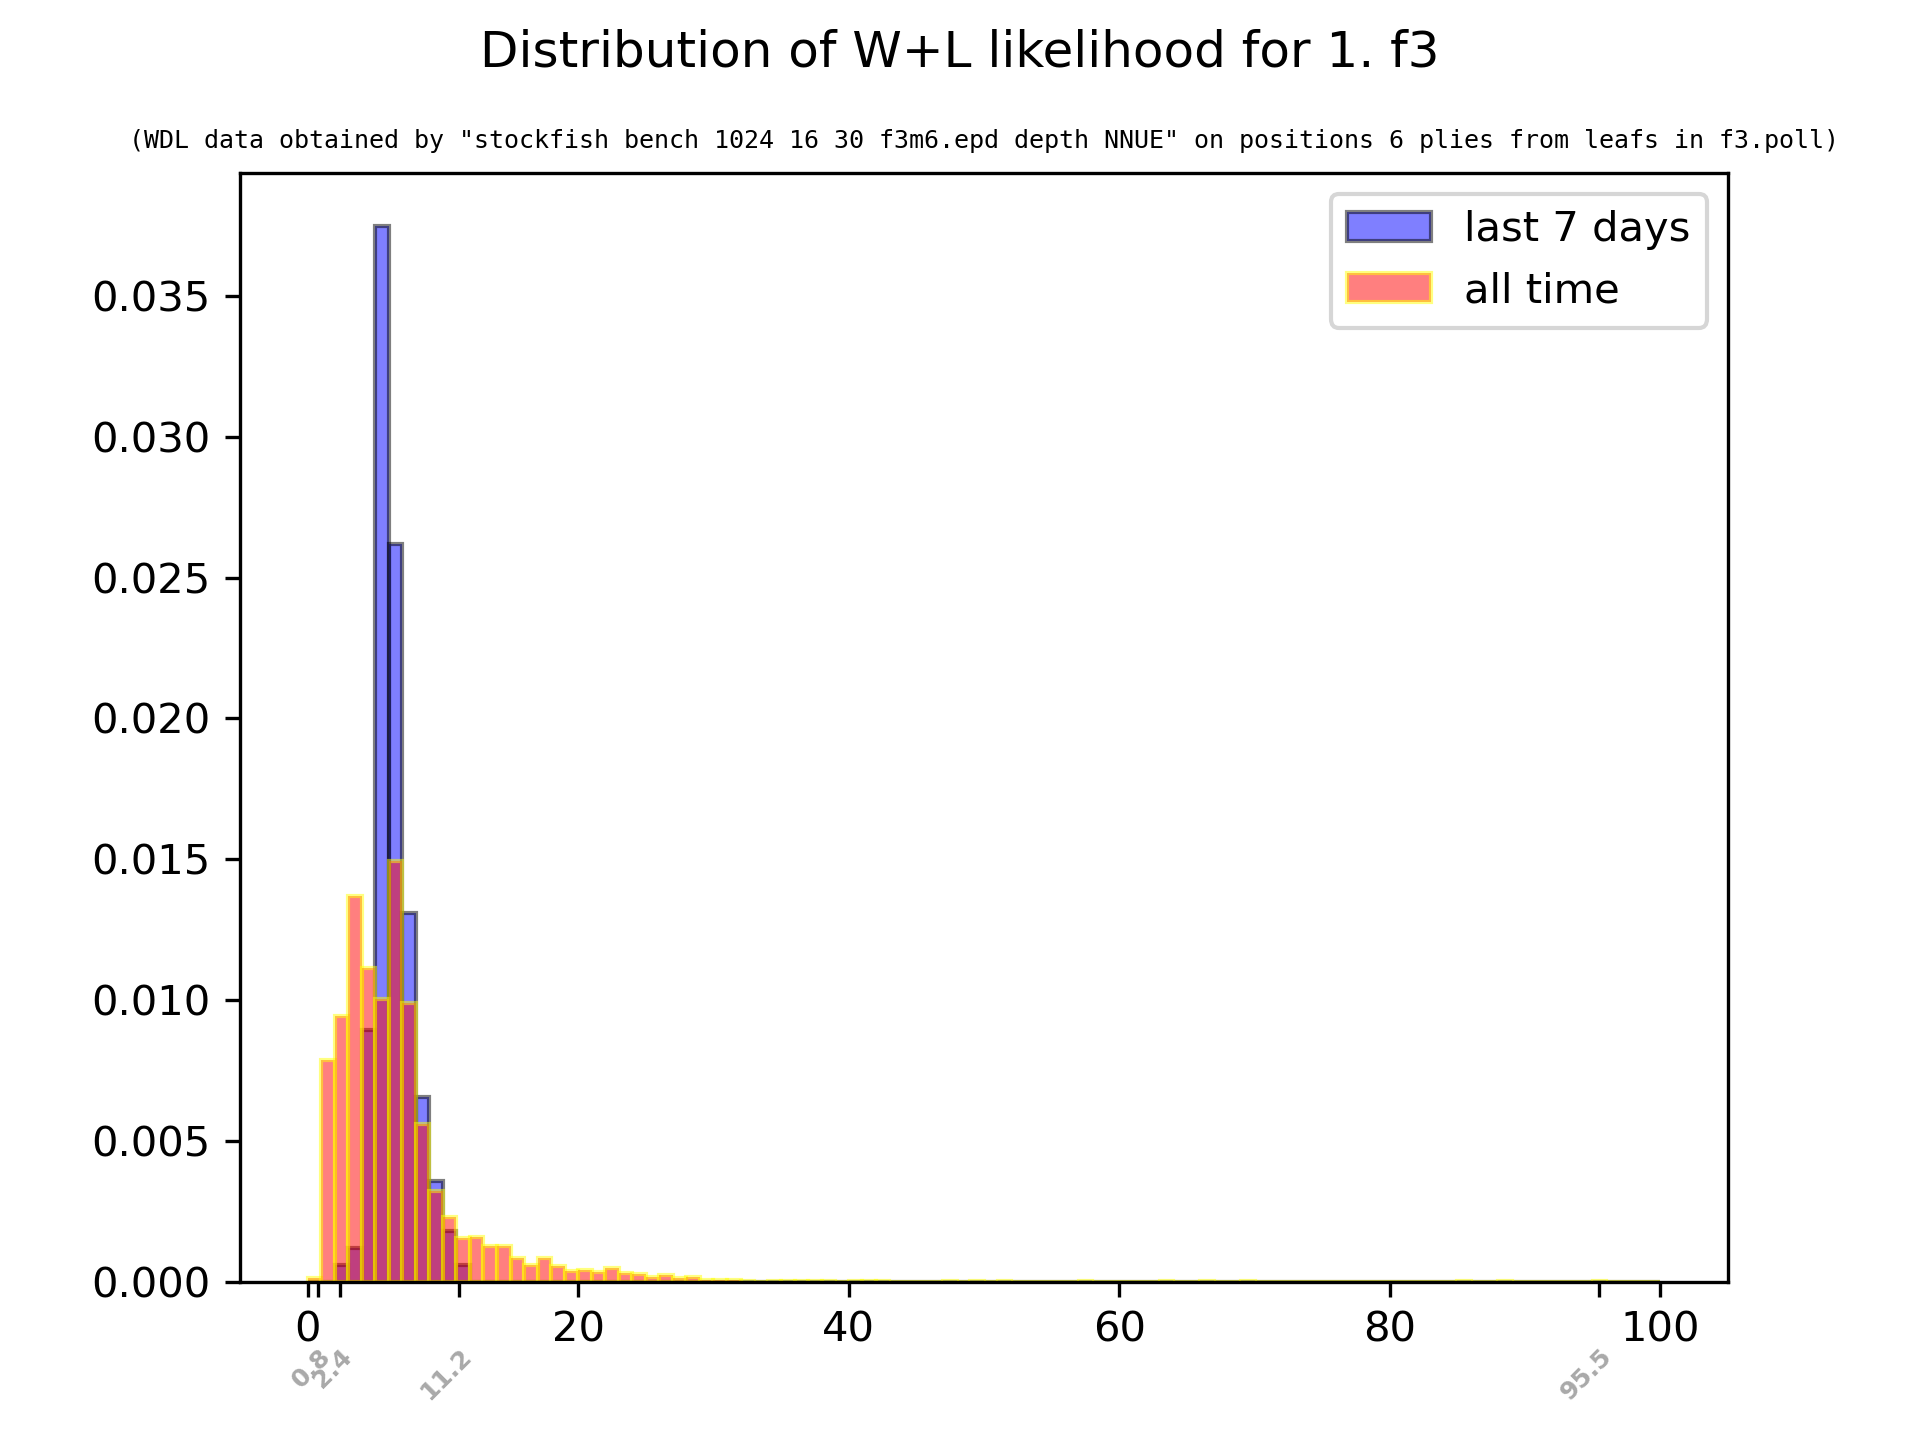 Distribution of W+L likelihood for 1. f3
(WDL data obtained by "stockfish bench 1024 16 30 f3m6.epd depth NNUE" on positions 6 plies from leafs in f3.poll)
last 7 days
all time
0.035
0.030
0.025
0.020
0.015
0.010
0.005
0.000
0 20 40 60 80 100
0.8 2.4 11.2 95.5